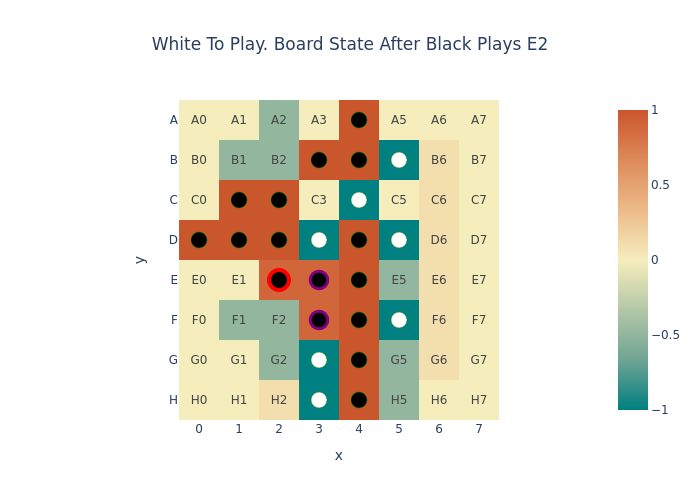 White To Play. Board State After Black Plays E2
A A0 A1 A2 A3 A5 A6 A7
B B0 B1 B2 B6 B7
C C0 C3 C5 C6 C7
D D6 D7
E E0 E1 E5 E6 E7
F F0 F1 F2 F6 F7
G G0 G1 G2 G5 G6 G7
H H0 H1 H2 H5 H6 H7
0 1 2 3 4 5 6 7
x
y
1
0.5
0
−0.5
−1